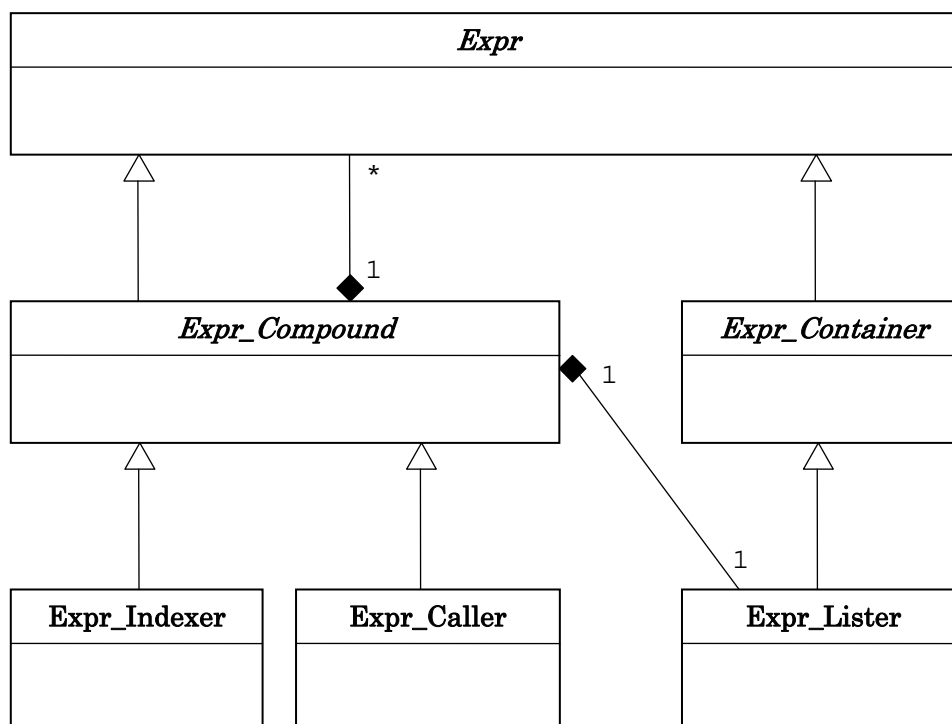 Expr
*
1
Expr_Compound
Expr_Container
1
1
Expr_Indexer
Expr_Caller
Expr_Lister